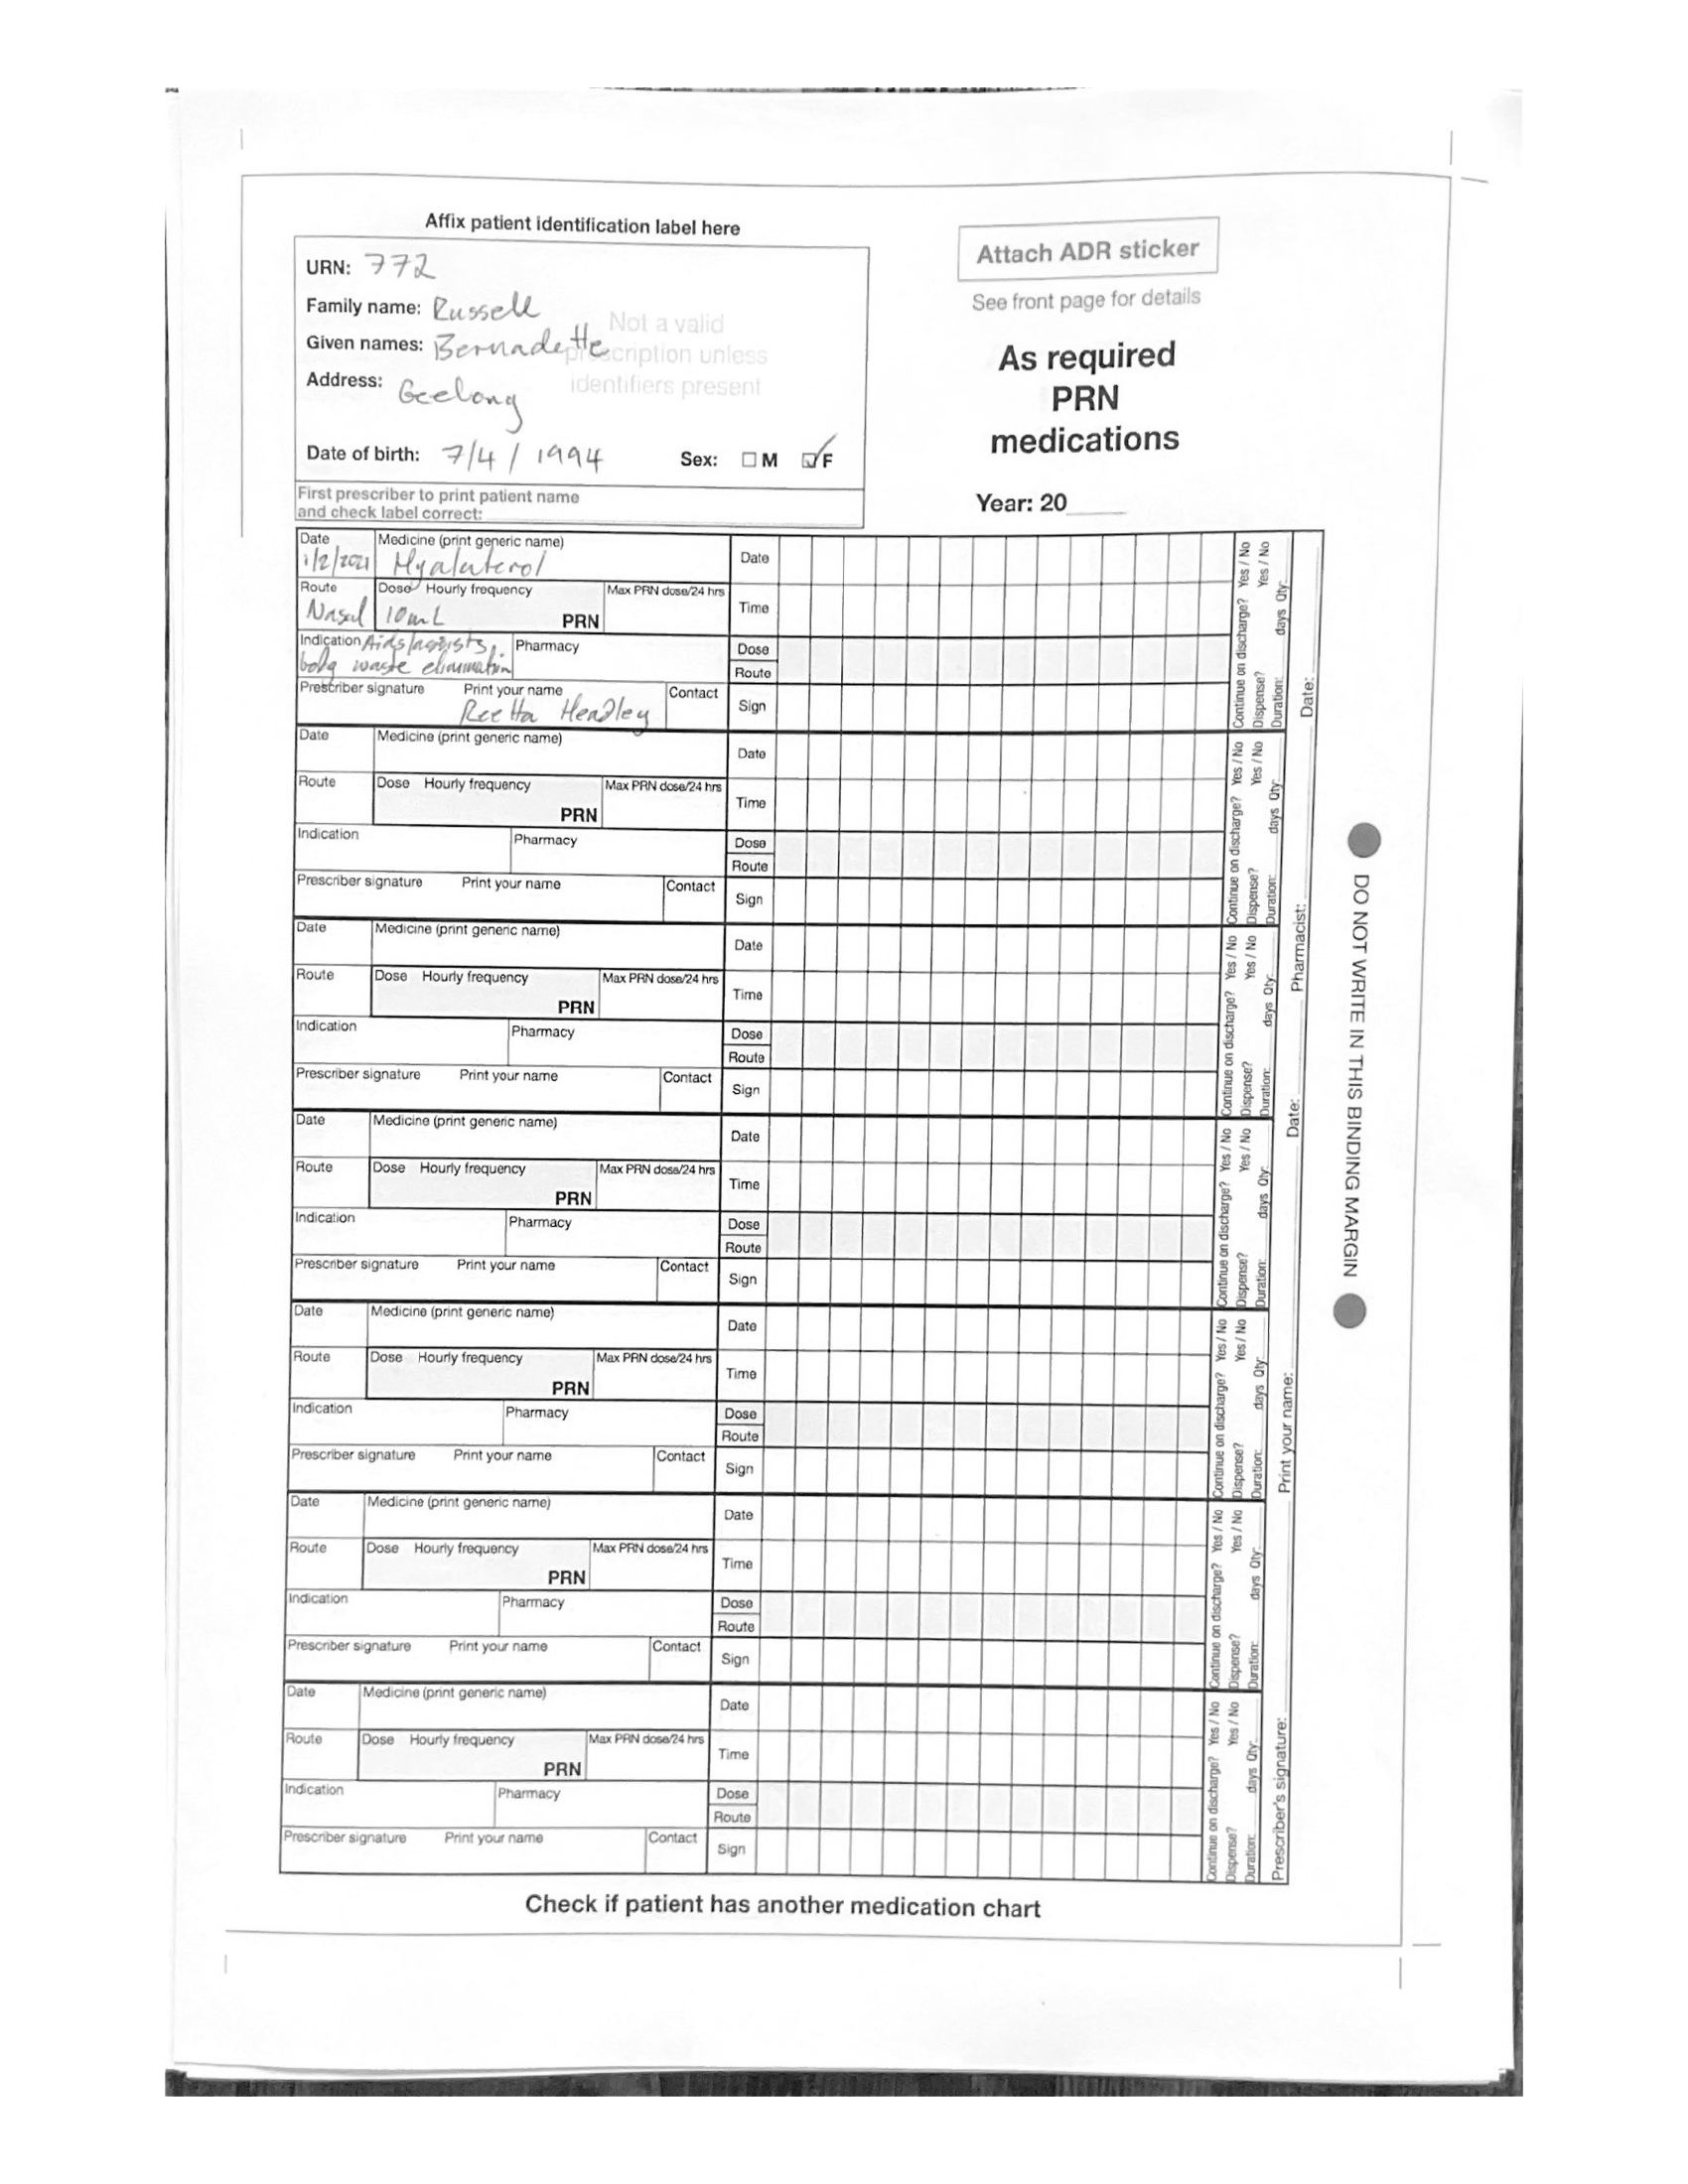 Affix patient identification label here
Attach ADR sticker
See front page for details
URN: 772
Family name: Russell
Given names: Bernadette
Address: Geelong
Not a valid
prescription unless
identifiers present
Date of birth: 7/4/1994 Sex: M F
First prescriber to print patient name
and check label correct:
As required
PRN
medications
Year: 20
Date Medicine (print generic name) Date
1/2/2021 Hyaluterol
Route Dose Hourly frequency Max PRN dose/24 hrs Time
Nasal 10mL PRN
Indication Aids/assists Pharmacy Dose
body waste elimination Route
Prescriber signature Print your name Contact Sign
Reetta Headley
Continue on discharge? Yes / No
Dispense? Yes / No
Duration: days Qty:
Date Medicine (print generic name) Date
Route Dose Hourly frequency Max PRN dose/24 hrs Time
PRN
Indication Pharmacy Dose
Route
Prescriber signature Print your name Contact Sign
Continue on discharge? Yes / No
Dispense? Yes / No
Duration: days Qty:
Date Medicine (print generic name) Date
Route Dose Hourly frequency Max PRN dose/24 hrs Time
PRN
Indication Pharmacy Dose
Route
Prescriber signature Print your name Contact Sign
Continue on discharge? Yes / No
Dispense? Yes / No
Duration: days Qty:
Date Medicine (print generic name) Date
Route Dose Hourly frequency Max PRN dose/24 hrs Time
PRN
Indication Pharmacy Dose
Route
Prescriber signature Print your name Contact Sign
Continue on discharge? Yes / No
Dispense? Yes / No
Duration: days Qty:
Date Medicine (print generic name) Date
Route Dose Hourly frequency Max PRN dose/24 hrs Time
PRN
Indication Pharmacy Dose
Route
Prescriber signature Print your name Contact Sign
Continue on discharge? Yes / No
Dispense? Yes / No
Duration: days Qty:
Date Medicine (print generic name) Date
Route Dose Hourly frequency Max PRN dose/24 hrs Time
PRN
Indication Pharmacy Dose
Route
Prescriber signature Print your name Contact Sign
Continue on discharge? Yes / No
Dispense? Yes / No
Duration: days Qty:
Date Medicine (print generic name) Date
Route Dose Hourly frequency Max PRN dose/24 hrs Time
PRN
Indication Pharmacy Dose
Route
Prescriber signature Print your name Contact Sign
Continue on discharge? Yes / No
Dispense? Yes / No
Duration: days Qty:
Prescriber's signature: Print your name: Date: Pharmacist: Date:
DO NOT WRITE IN THIS BINDING MARGIN
Check if patient has another medication chart